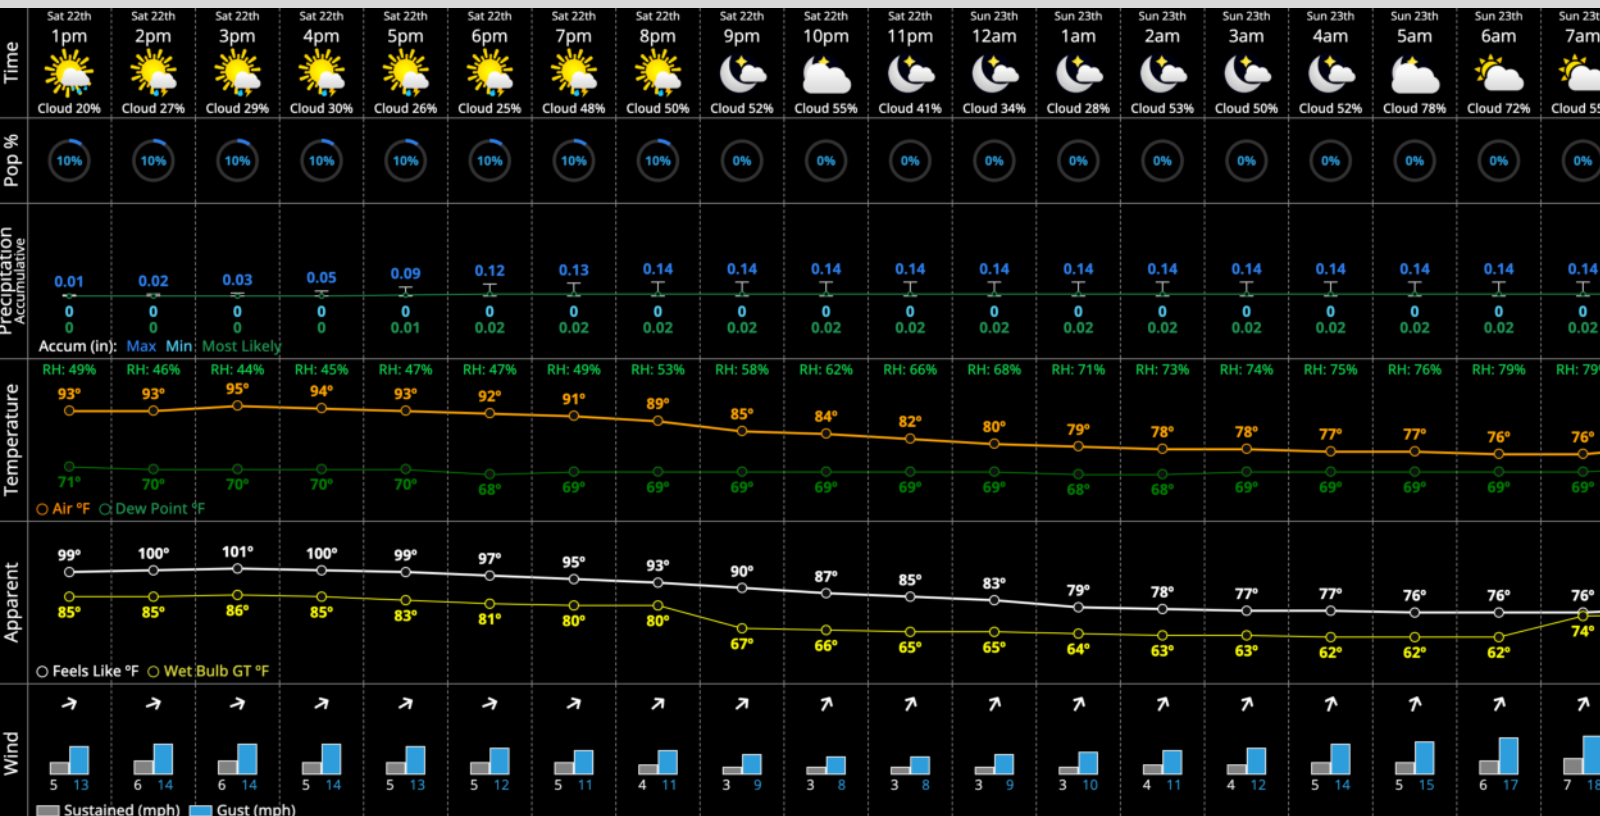 Sat 22th Sat 22th Sat 22th Sat 22th Sat 22th Sat 22th Sat 22th Sat 22th Sat 22th Sat 22th Sat 22th Sun 23th Sun 23th Sun 23th Sun 23th Sun 23th Sun 23th Sun 23th Sun 23t
1pm 2pm 3pm 4pm 5pm 6pm 7pm 8pm 9pm 10pm 11pm 12am 1am 2am 3am 4am 5am 6am 7am
Time
Cloud 20% Cloud 27% Cloud 29% Cloud 30% Cloud 26% Cloud 25% Cloud 48% Cloud 50% Cloud 52% Cloud 55% Cloud 41% Cloud 34% Cloud 28% Cloud 53% Cloud 50% Cloud 52% Cloud 78% Cloud 72% Cloud 55
Pop %
10% 10% 10% 10% 10% 10% 10% 10% 0% 0% 0% 0% 0% 0% 0% 0% 0% 0% 0%
Precipitation
Accumulative
0.01 0.02 0.03 0.05 0.09 0.12 0.13 0.14 0.14 0.14 0.14 0.14 0.14 0.14 0.14 0.14 0.14 0.14 0.14
0 0 0 0 0 0 0 0 0 0 0 0 0 0 0 0 0 0 0
0 0 0 0 0.01 0.02 0.02 0.02 0.02 0.02 0.02 0.02 0.02 0.02 0.02 0.02 0.02 0.02 0.02
Accum (in): Max Min Most Likely
Temperature
RH: 49% RH: 46% RH: 44% RH: 45% RH: 47% RH: 47% RH: 49% RH: 53% RH: 58% RH: 62% RH: 66% RH: 68% RH: 71% RH: 73% RH: 74% RH: 75% RH: 76% RH: 79% RH: 79
93° 93° 95° 94° 93° 92° 91° 89° 85° 84° 82° 80° 79° 78° 78° 77° 77° 76° 76°
71° 70° 70° 70° 70° 68° 69° 69° 69° 69° 69° 69° 68° 68° 69° 69° 69° 69° 69°
Air ºF Dew Point ºF
Apparent
99° 100° 101° 100° 99° 97° 95° 93° 90° 87° 85° 83° 79° 78° 77° 77° 76° 76° 76°
85° 85° 86° 85° 83° 81° 80° 80° 67° 66° 65° 65° 64° 63° 63° 62° 62° 62° 74°
Feels Like ºF Wet Bulb GT ºF
Wind
5 13 6 14 6 14 5 14 5 13 5 12 5 11 4 11 3 9 3 8 3 8 3 9 3 10 4 11 4 12 5 14 5 15 6 17 7 18
Sustained (mph) Gust (mph)